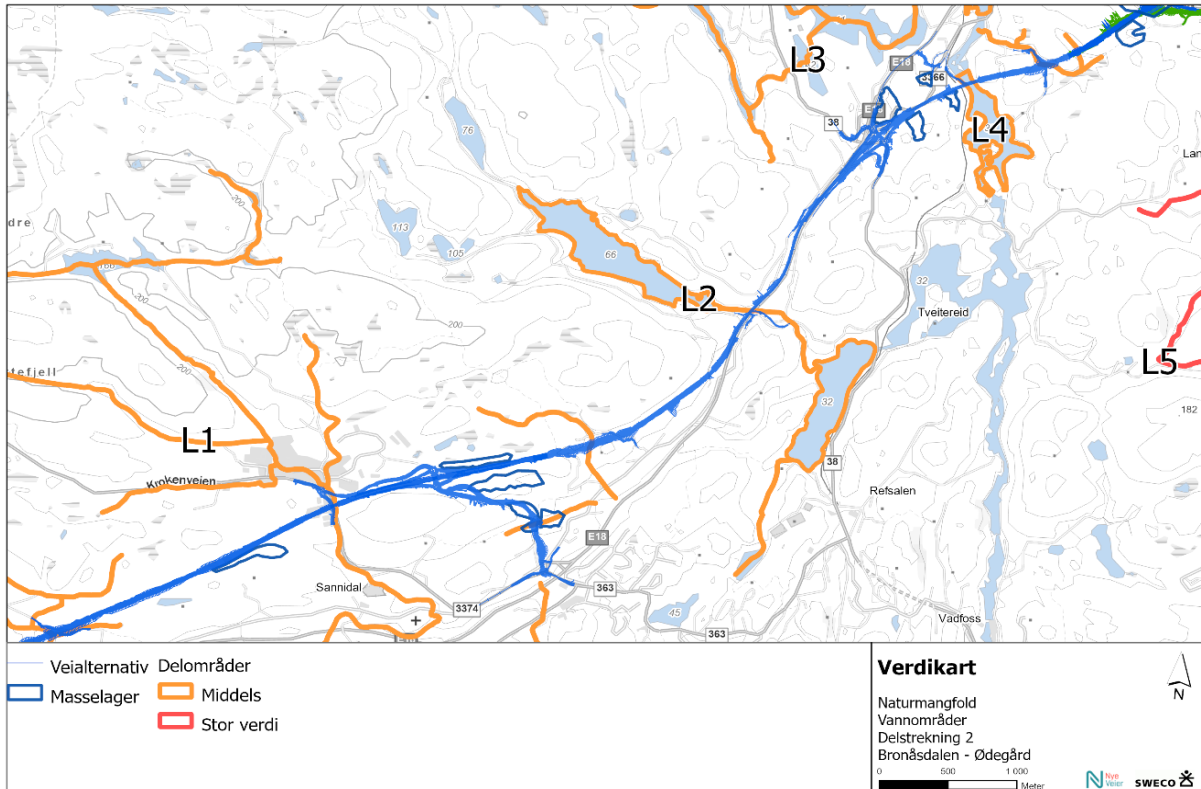 L3
E18
3366
38
76
L4
Lan
200
dre
113
105
66
32
Tveitereid
L2
200
200
tefjell
200
L5
182
32
L1
Krokenveien
38
Refsalen
E18
Sannidal
3374
363
45
363
Vadfoss
Veialternativ
Delområder
Masselager
Middels
Stor verdi
Verdikart
Naturmangfold
Vannområder
Delstrekning 2
Bronåsdalen - Ødegård
0 500 1 000
Meter
N
Nye
Veier
SWECO